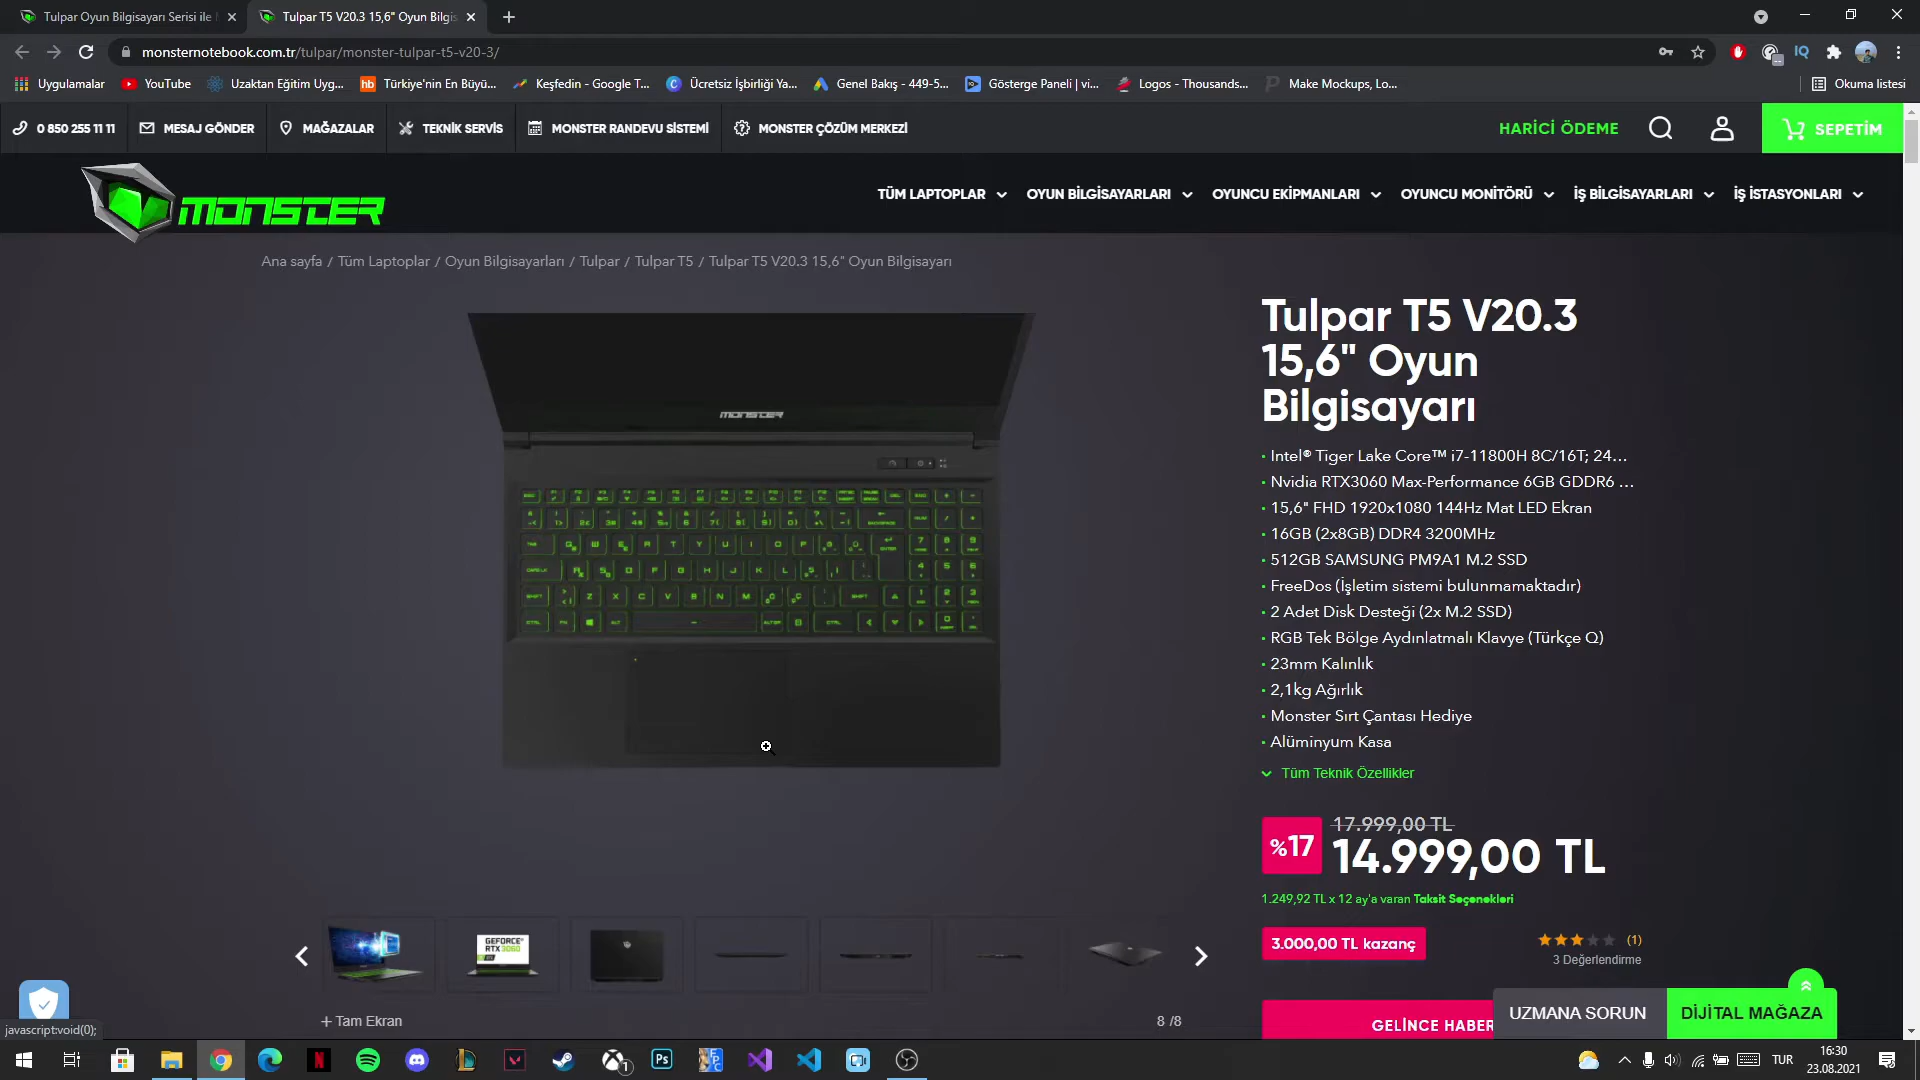 Tulpar Oyun Bilgisayarı Serisi ile
Tulpar T5 V20.3 15,6" Oyun Bilgis
monsternotebook.com.tr/tulpar/monster-tulpar-t5-v20-3/
Uygulamalar
YouTube
Uzaktan Eğitim Uyg...
Türkiye'nin En Büyü...
Keşfedin - Google T...
Ücretsiz İşbirliği Ya...
Genel Bakış - 449-5...
Gösterge Paneli | vi...
Logos - Thousands...
Make Mockups, Lo...
Okuma listesi
0 850 255 11 11
MESAJ GÖNDER
MAĞAZALAR
TEKNİK SERVİS
MONSTER RANDEVU SİSTEMİ
MONSTER ÇÖZÜM MERKEZİ
HARİCİ ÖDEME
SEPETİM
MONSTER
TÜM LAPTOPLAR
OYUN BİLGİSAYARLARI
OYUNCU EKİPMANLARI
OYUNCU MONİTÖRÜ
İŞ BİLGİSAYARLARI
İŞ İSTASYONLARI
Ana sayfa / Tüm Laptoplar / Oyun Bilgisayarları / Tulpar / Tulpar T5 / Tulpar T5 V20.3 15,6" Oyun Bilgisayarı
MONSTER
Tulpar T5 V20.3
15,6" Oyun
Bilgisayarı
• Intel® Tiger Lake Core™ i7-11800H 8C/16T; 24...
• Nvidia RTX3060 Max-Performance 6GB GDDR6 ...
• 15,6" FHD 1920x1080 144Hz Mat LED Ekran
• 16GB (2x8GB) DDR4 3200MHz
• 512GB SAMSUNG PM9A1 M.2 SSD
• FreeDos (İşletim sistemi bulunmamaktadır)
• 2 Adet Disk Desteği (2x M.2 SSD)
• RGB Tek Bölge Aydınlatmalı Klavye (Türkçe Q)
• 23mm Kalınlık
• 2,1kg Ağırlık
• Monster Sırt Çantası Hediye
• Alüminyum Kasa
Tüm Teknik Özellikler
%17
17.999,00 TL
14.999,00 TL
1.249,92 TL x 12 ay'a varan Taksit Seçenekleri
3.000,00 TL kazanç
(1)
3 Değerlendirme
GEFORCE
RTX 3060
+ Tam Ekran
8 /8
GELİNCE HABER
UZMANA SORUN
DİJİTAL MAĞAZA
javascript:void(0);
TUR
16:30
23.08.2021